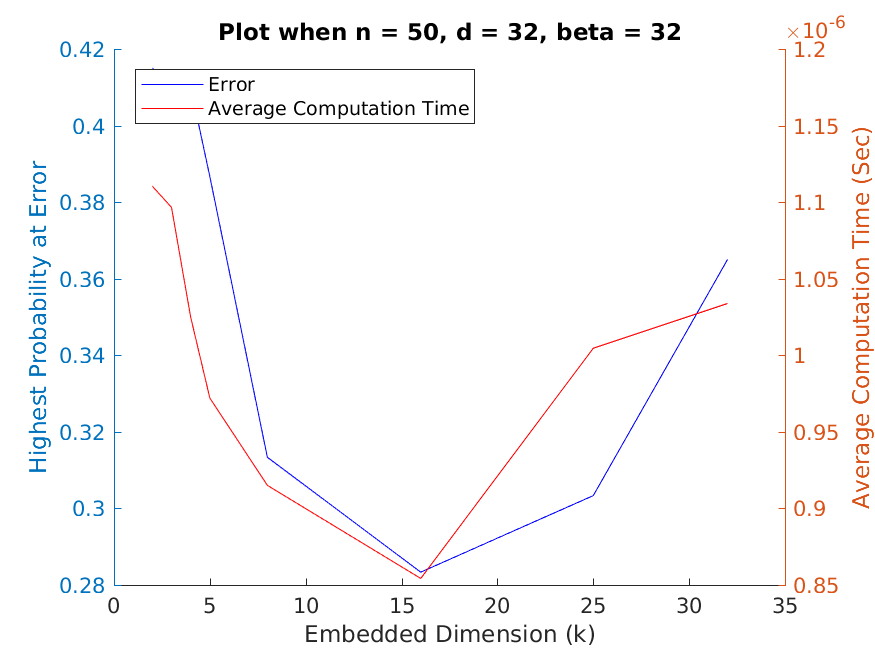 Plot when n = 50, d = 32, beta = 32
×10-6
Error
Average Computation Time
Highest Probability at Error
0.42
0.4
0.38
0.36
0.34
0.32
0.3
0.28
1.2
1.15
1.1
1.05
1
0.95
0.9
0.85
Average Computation Time (Sec)
0 5 10 15 20 25 30 35
Embedded Dimension (k)